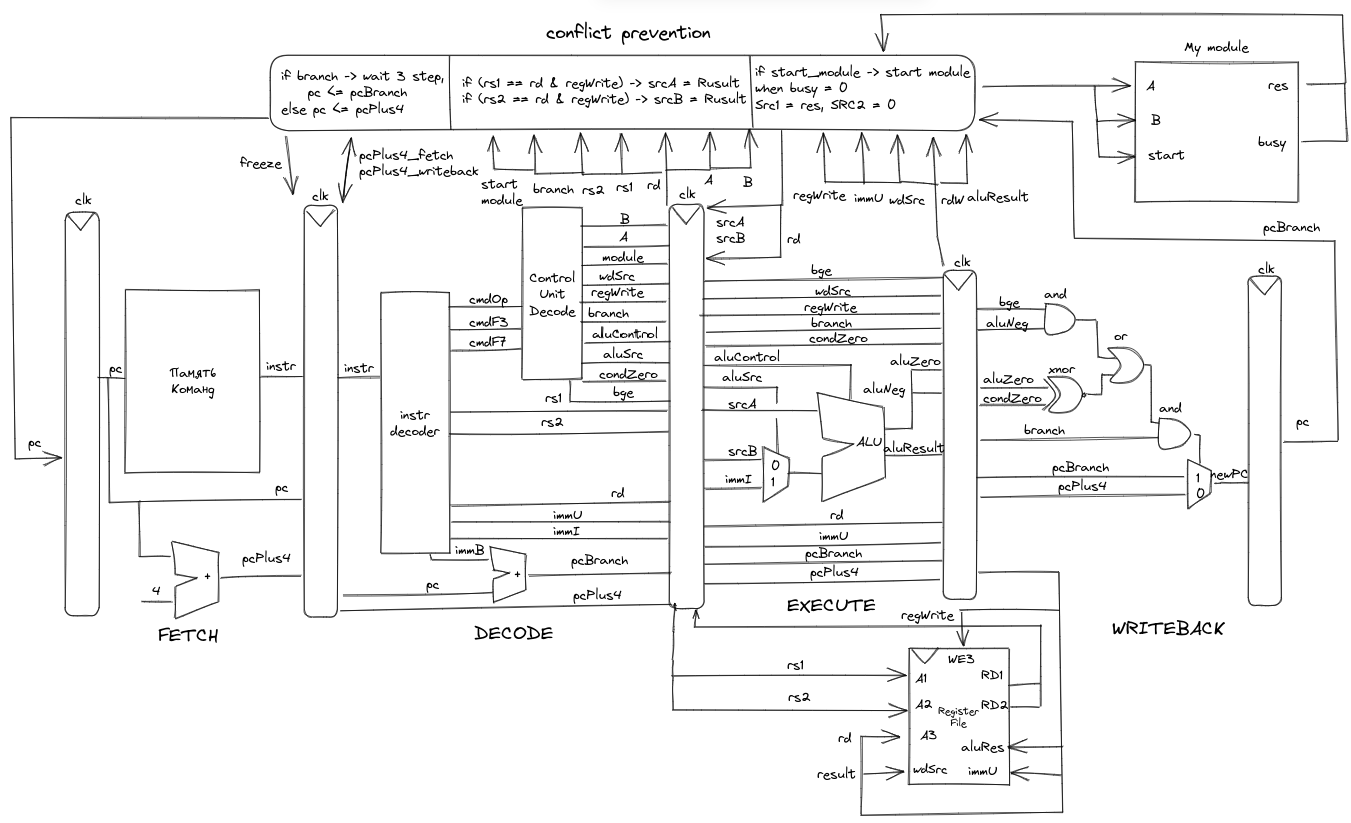 conflict prevention
if branch -> wait 3 step,
pc <= pcBranch
else pc <= pcPlus4
if (rs1 == rd & regWrite) -> srcA = Rusult
if (rs2 == rd & regWrite) -> srcB = Rusult
if start_module -> start module
when busy = 0
Src1 = res, SRC2 = 0
My module
A
B
start
res
busy
freeze
pcPlus4_fetch
pcPlus4_writeback
start
module
branch
rs2
rs1
rd
A
B
regWrite
immU
wdSrc
rdW
aluResult
pcBranch
clk
clk
clk
clk
clk
srcA
srcB
rd
pc
pc
Память
Команд
instr
pc
4
+
pcPlus4
FETCH
instr
instr
decoder
cmdOp
cmdF3
cmdF7
Control
Unit
Decode
B
A
module
wdSrc
regWrite
branch
aluControl
aluSrc
condZero
bge
rs1
rs2
rd
immU
immI
immB
+
pc
pcBranch
pcPlus4
DECODE
bge
wdSrc
regWrite
branch
condZero
aluControl
aluSrc
srcA
srcB
immI
0
1
ALU
aluZero
aluNeg
aluResult
rd
immU
pcBranch
pcPlus4
EXECUTE
bge
aluNeg
and
or
aluZero
condZero
xnor
branch
and
pcBranch
pcPlus4
1
0
newPC
pc
WRITEBACK
regWrite
rs1
rs2
rd
result
WE3
A1
A2
A3
wdSrc
Register
File
RD1
RD2
aluRes
immU